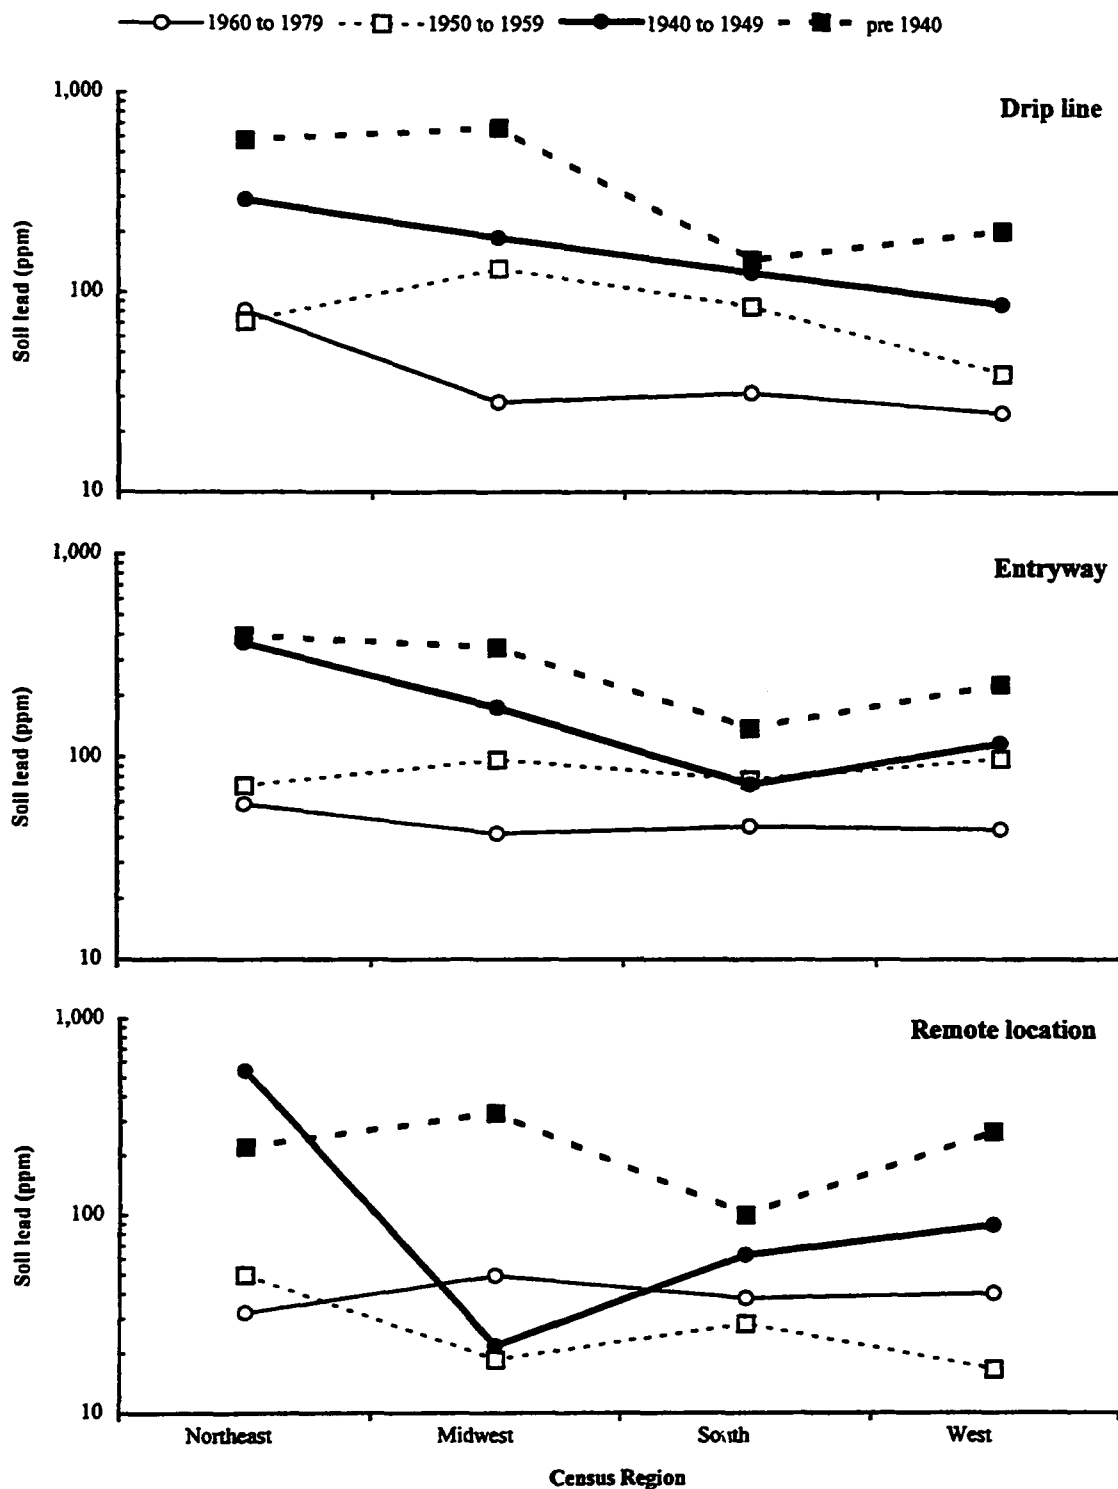 1960 to 1979 1950 to 1959 1940 to 1949 pre 1940
Drip line
1,000
100
10
Soil lead (ppm)
Entryway
1,000
100
10
Soil lead (ppm)
Remote location
1,000
100
10
Soil lead (ppm)
Northeast Midwest South West
Census Region